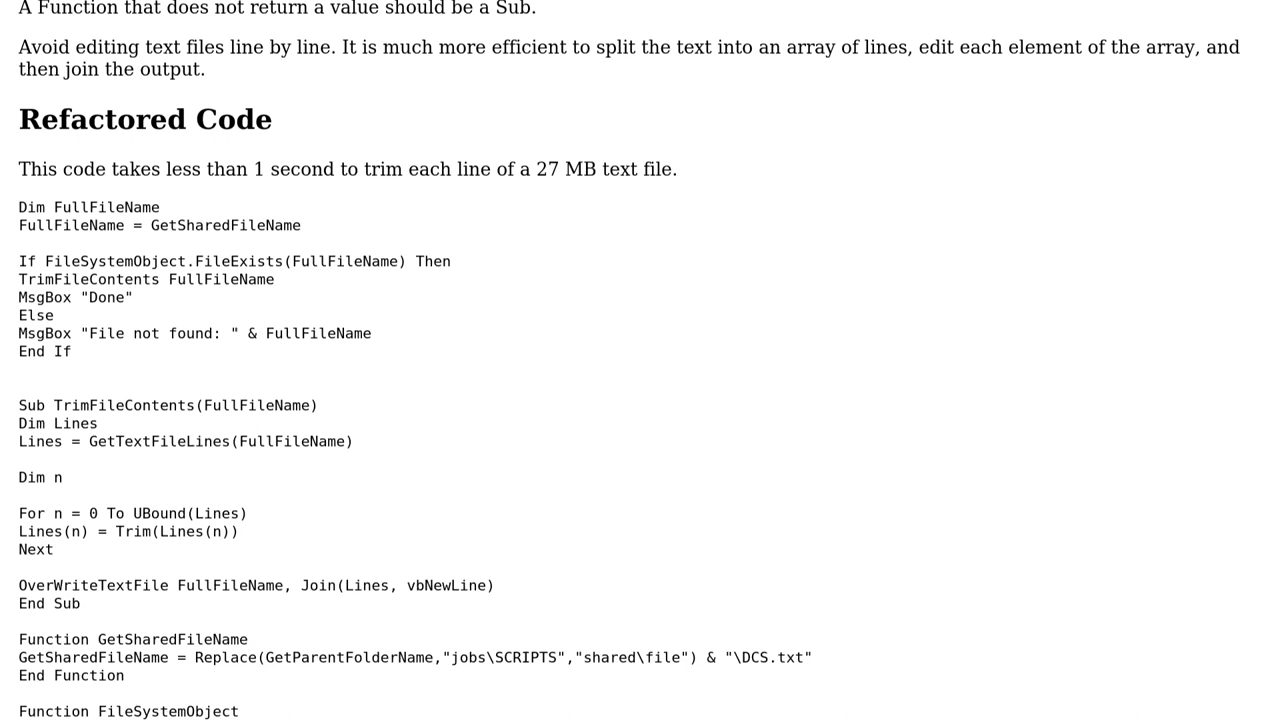 A Function that does not return a value should be a Sub.
Avoid editing text files line by line. It is much more efficient to split the text into an array of lines, edit each element of the array, and
then join the output.
Refactored Code
This code takes less than 1 second to trim each line of a 27 MB text file.
Dim FullFileName
FullFileName = GetSharedFileName
If FileSystemObject.FileExists(FullFileName) Then
TrimFileContents FullFileName
MsgBox "Done"
Else
MsgBox "File not found: " & FullFileName
End If
Sub TrimFileContents(FullFileName)
Dim Lines
Lines = GetTextFileLines(FullFileName)
Dim n
For n = 0 To UBound(Lines)
Lines(n) = Trim(Lines(n))
Next
OverWriteTextFile FullFileName, Join(Lines, vbNewLine)
End Sub
Function GetSharedFileName
GetSharedFileName = Replace(GetParentFolderName,"jobs\SCRIPTS","shared\file") & "\DCS.txt"
End Function
Function FileSystemObject